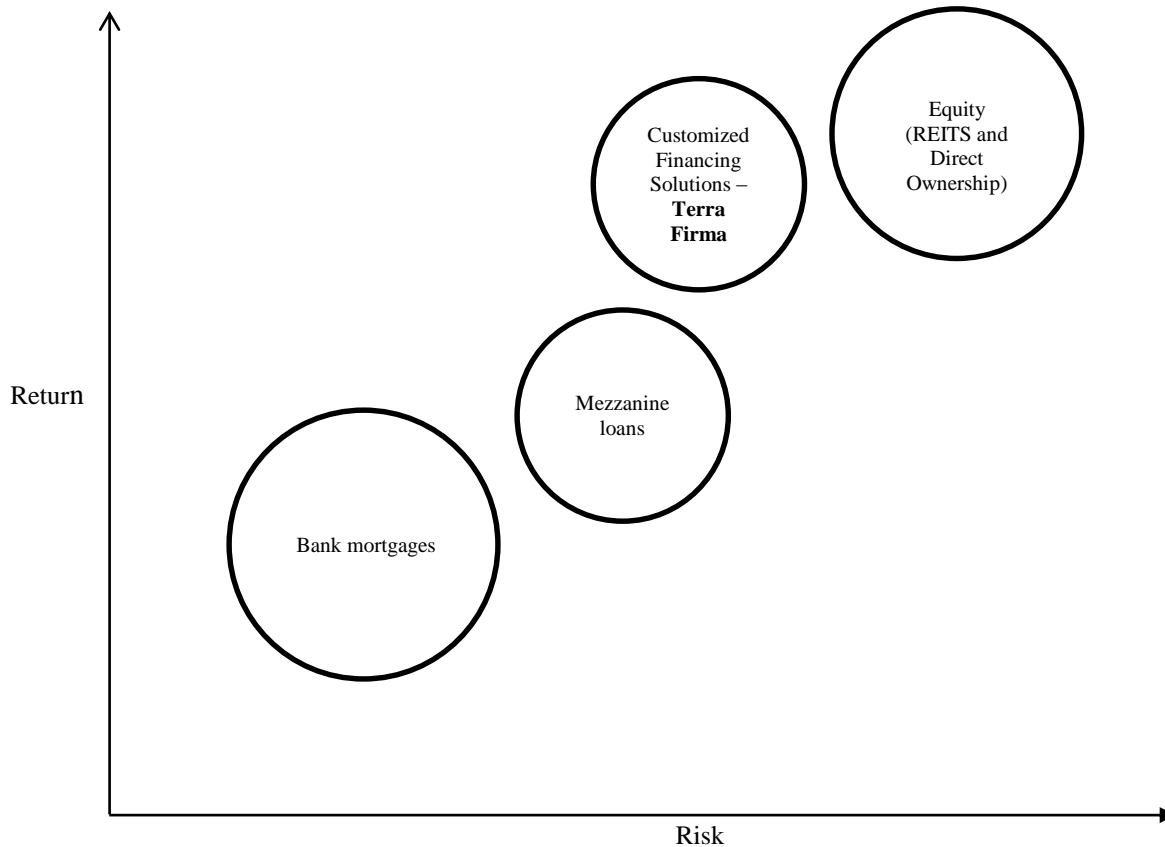 Customized
Financing
Solutions –
Terra
Firma
Equity
(REITS and
Direct
Ownership)
Return
Mezzanine
loans
Bank mortgages
Risk